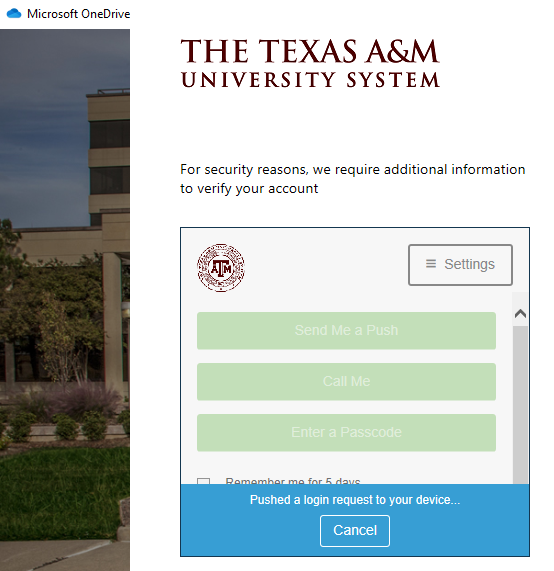 Microsoft OneDrive
THE TEXAS A&M
UNIVERSITY SYSTEM
For security reasons, we require additional information
to verify your account
ATM
Settings
Send Me a Push
Call Me
Enter a Passcode
Remember me for 5 days
Pushed a login request to your device...
Cancel